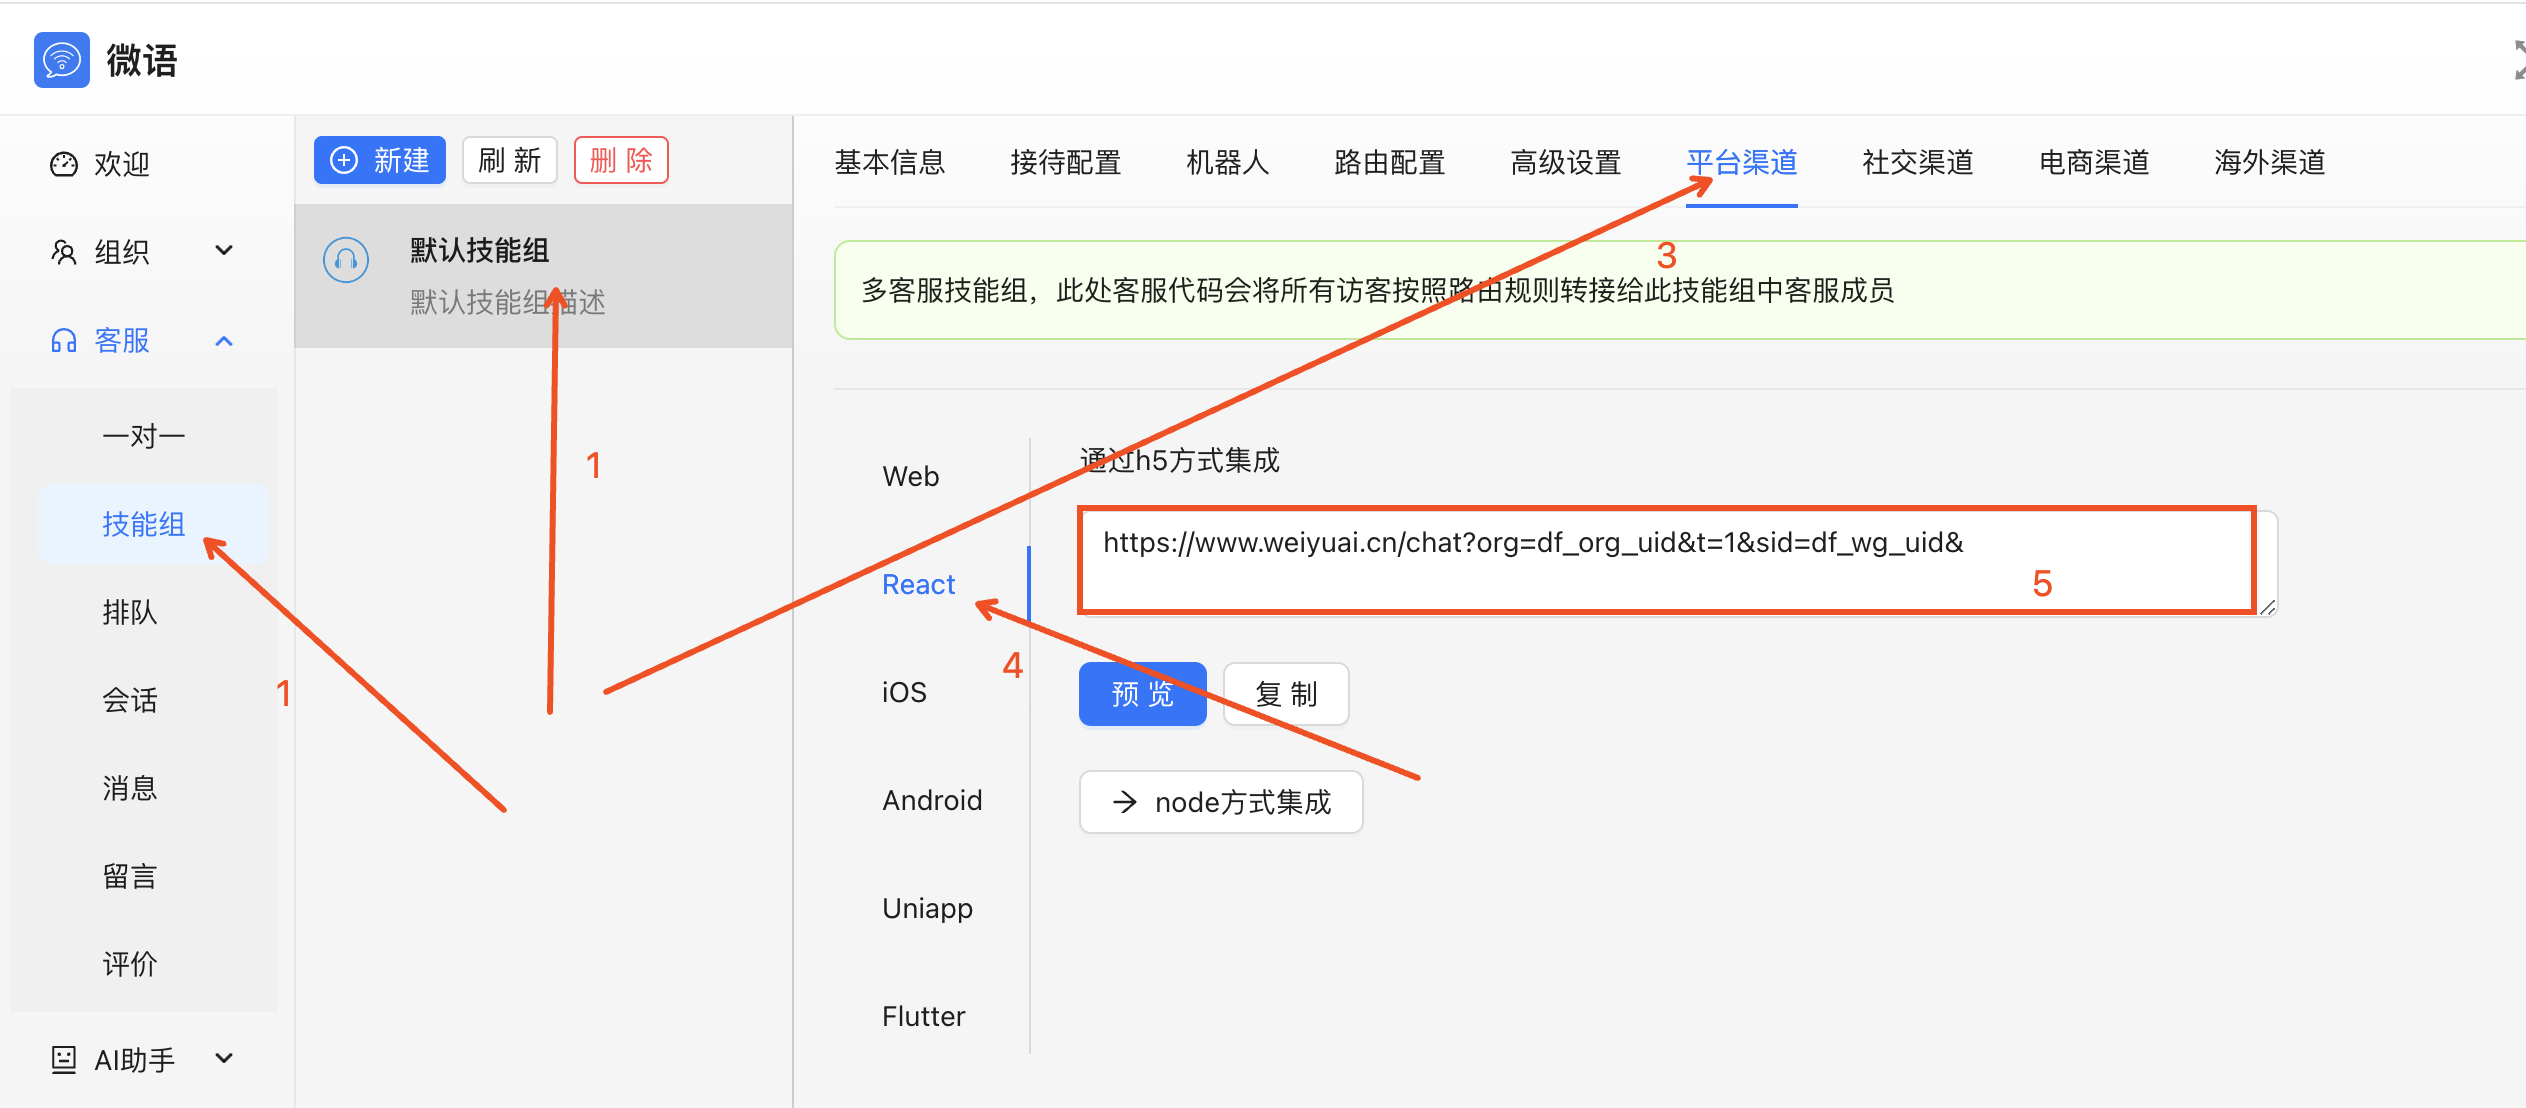 微语
欢迎
组织
客服
一对一
技能组
排队
会话
消息
留言
评价
AI助手
1
新建
刷 新
删 除
默认技能组
默认技能组描述
1
基本信息
接待配置
机器人
路由配置
高级设置
平台渠道
社交渠道
电商渠道
海外渠道
3
多客服技能组，此处客服代码会将所有访客按照路由规则转接给此技能组中客服成员
Web
React
iOS
Android
Uniapp
Flutter
4
通过h5方式集成
https://www.weiyuai.cn/chat?org=df_org_uid&t=1&sid=df_wg_uid&
5
预 览
复 制
node方式集成